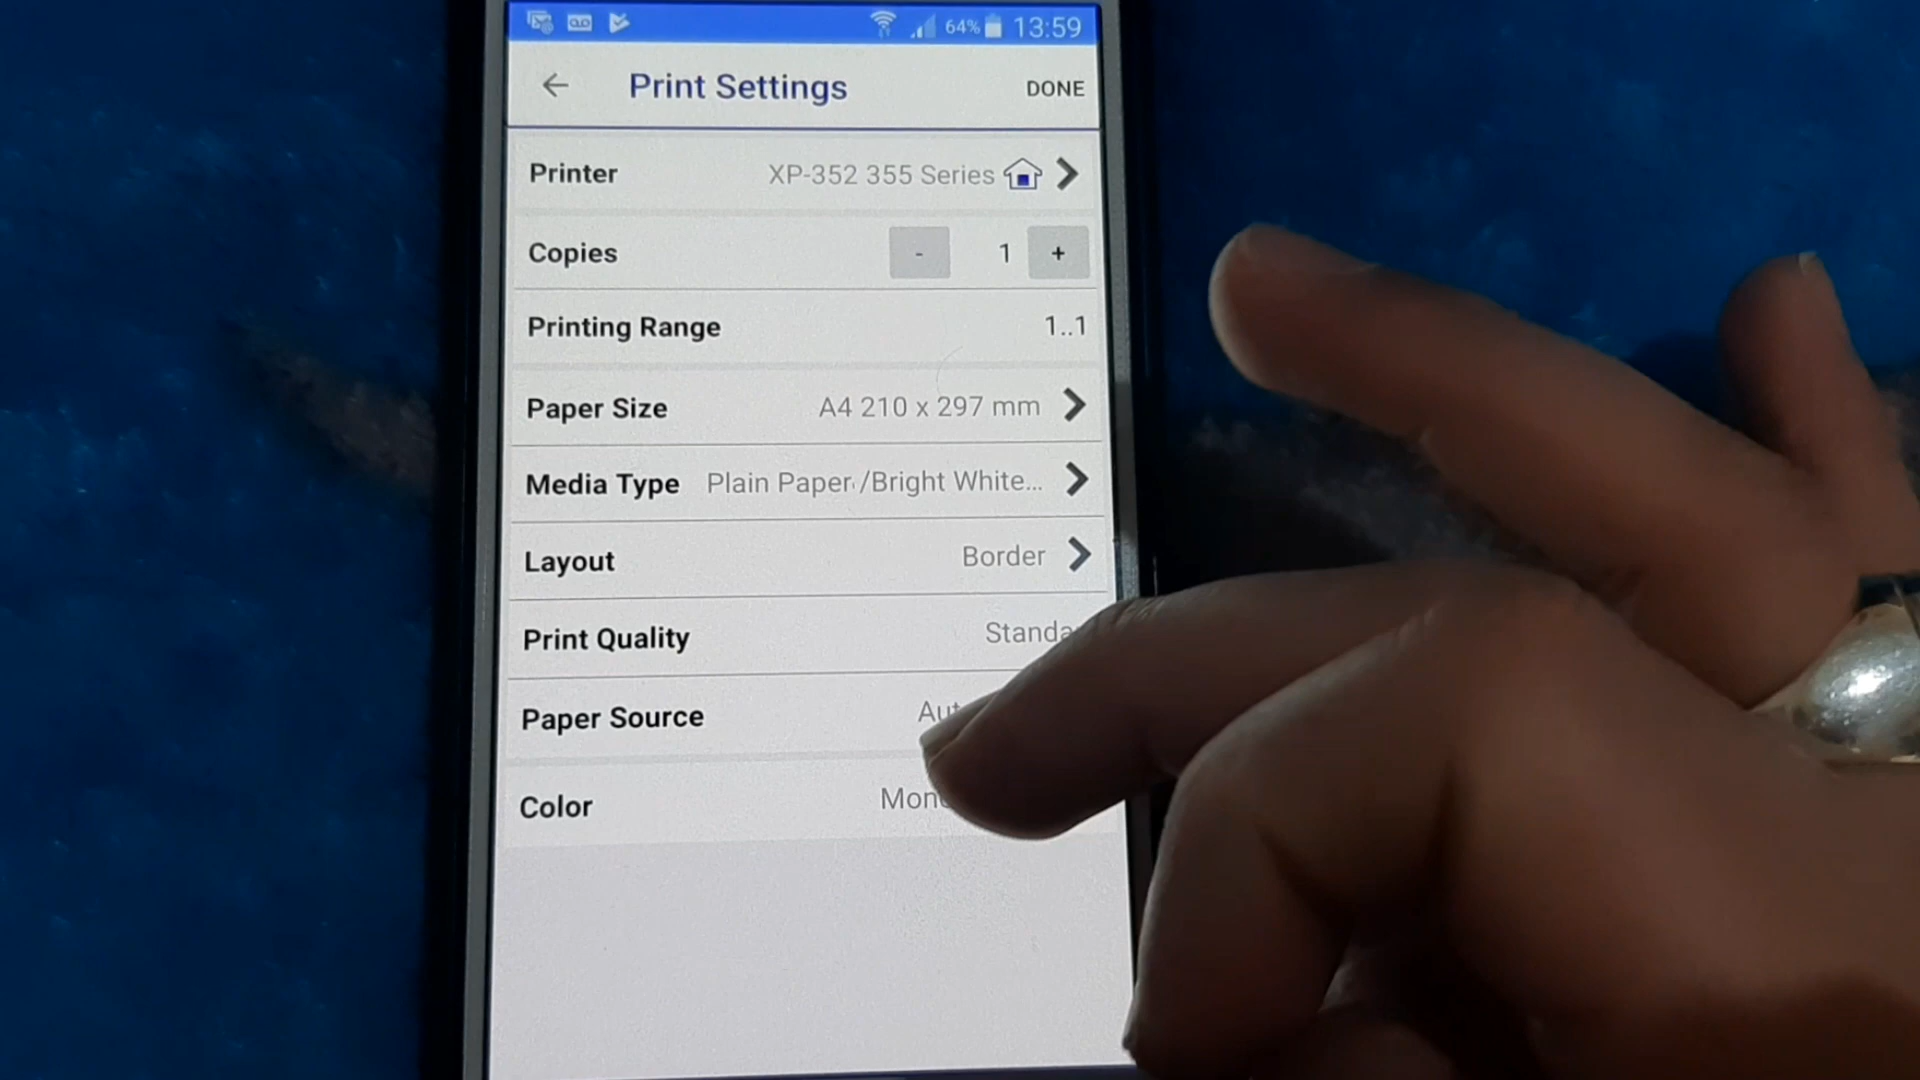 64% 13:59
Print Settings DONE
Printer XP-352 355 Series
Copies - 1 +
Printing Range 1..1
Paper Size A4 210 x 297 mm
Media Type Plain Paper /Bright White...
Layout Border
Print Quality
Paper Source
Color